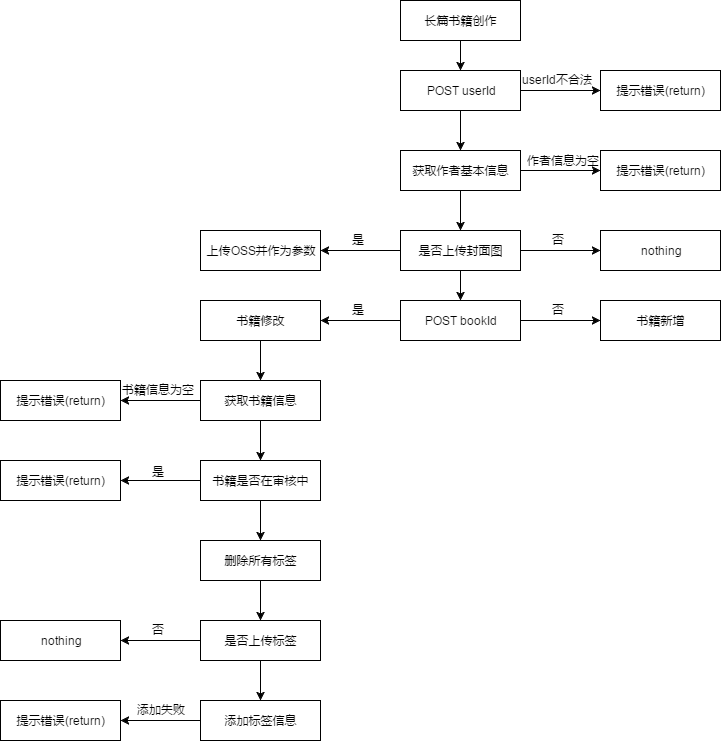 长篇书籍创作
POST userId
userId不合法
提示错误(return)
获取作者基本信息
作者信息为空
提示错误(return)
上传OSS并作为参数
是
是否上传封面图
否
nothing
书籍修改
是
POST bookId
否
书籍新增
提示错误(return)
书籍信息为空
获取书籍信息
提示错误(return)
是
书籍是否在审核中
删除所有标签
nothing
否
是否上传标签
提示错误(return)
添加失败
添加标签信息